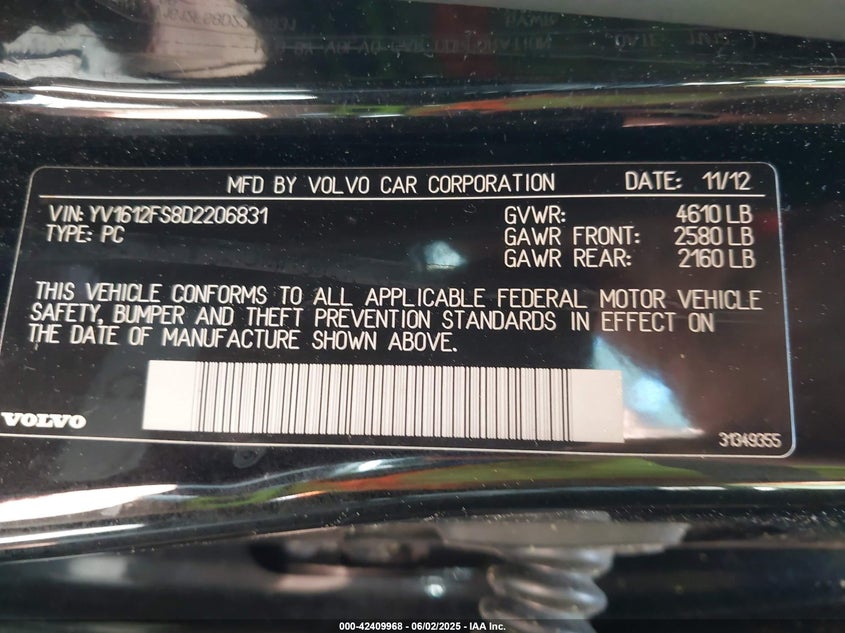 MFD BY VOLVO CAR CORPORATION DATE: 11/12
VIN: YV1612FS8D2206831 GVWR: 4610 LB
TYPE: PC GAWR FRONT: 2580 LB
GAWR REAR: 2160 LB
THIS VEHICLE CONFORMS TO ALL APPLICABLE FEDERAL MOTOR VEHICLE
SAFETY, BUMPER AND THEFT PREVENTION STANDARDS IN EFFECT ON
THE DATE OF MANUFACTURE SHOWN ABOVE.
VOLVO
31349355
000-42409968 - 06/02/2025 - IAA Inc.